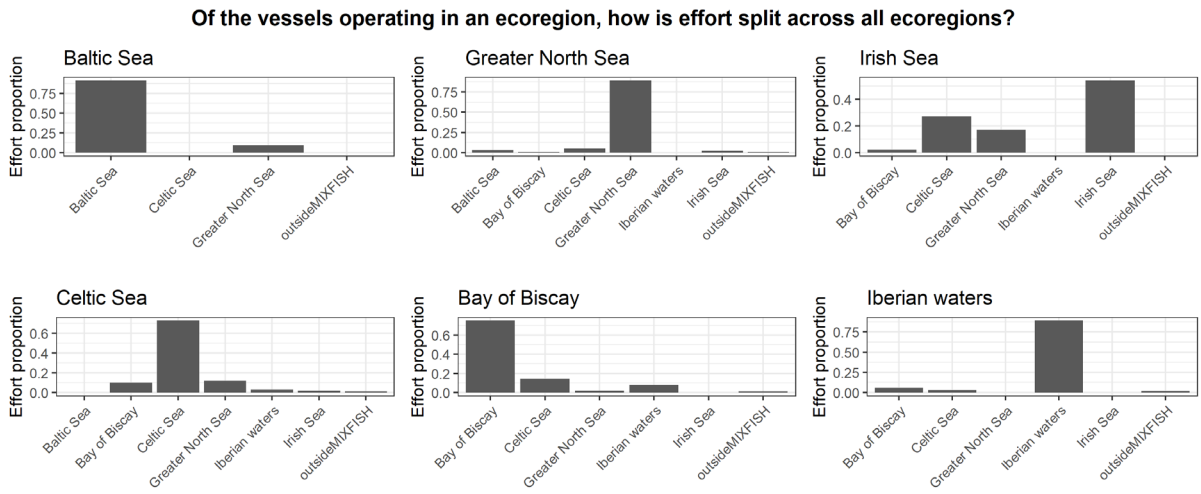 Of the vessels operating in an ecoregion, how is effort split across all ecoregions?
Baltic Sea
Effort proportion
0.75
0.50
0.25
0.00
Baltic Sea
Celtic Sea
Greater North Sea
outsideMIXFISH
Greater North Sea
Effort proportion
0.75
0.50
0.25
0.00
Baltic Sea
Bay of Biscay
Celtic Sea
Greater North Sea
Iberian waters
Irish Sea
outsideMIXFISH
Irish Sea
Effort proportion
0.4
0.2
0.0
Bay of Biscay
Celtic Sea
Greater North Sea
Iberian waters
Irish Sea
outsideMIXFISH
Celtic Sea
Effort proportion
0.6
0.4
0.2
0.0
Baltic Sea
Bay of Biscay
Celtic Sea
Greater North Sea
Iberian waters
Irish Sea
outsideMIXFISH
Bay of Biscay
Effort proportion
0.6
0.4
0.2
0.0
Bay of Biscay
Celtic Sea
Greater North Sea
Iberian waters
Irish Sea
outsideMIXFISH
Iberian waters
Effort proportion
0.75
0.50
0.25
0.00
Bay of Biscay
Celtic Sea
Greater North Sea
Iberian waters
Irish Sea
outsideMIXFISH